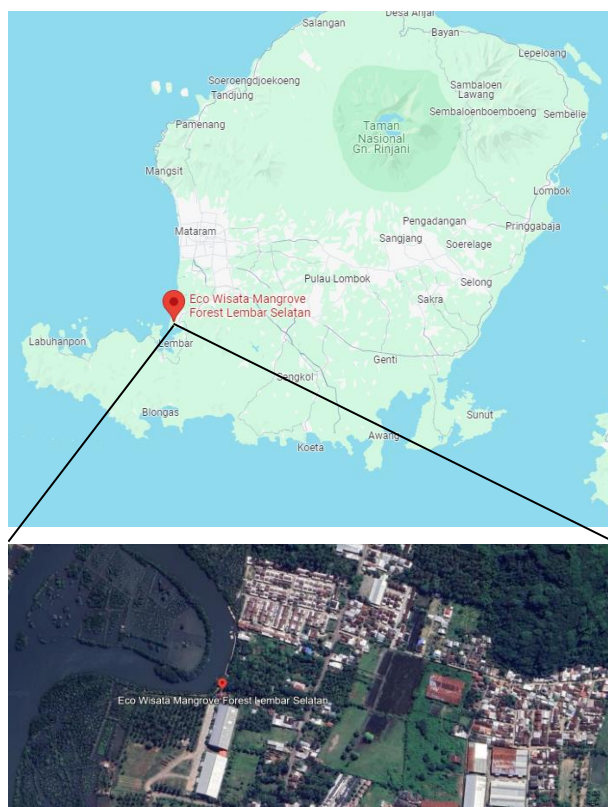 Salangan
Desa Anjar
Bayan
Lepeloang
Soeroengdjoekoeng
Tandjung
Sambaloen
Lawang
Sembaloenboemboeng
Sembelie
Taman
Nasional
Gn. Rinjani
Pamenang
Mangsit
Lombok
Pengadangan
Pringgabaja
Mataram
Sangjang
Soerelage
Pulau Lombok
Selong
Sakra
Eco Wisata Mangrove
Forest Lembar Selatan
Labuhanpon
Lembar
Genti
Sengkol
Blongas
Sunut
Awang
Koeta
Eco Wisata Mangrove Forest Lembar Selatan